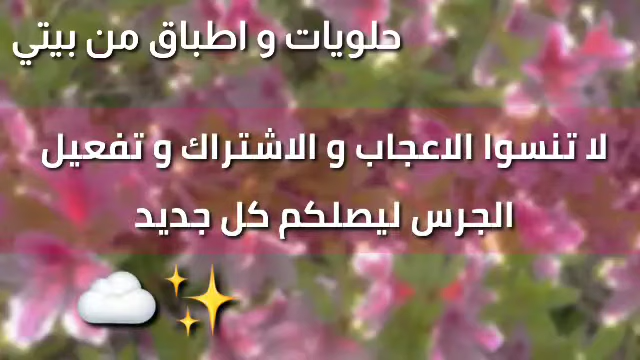 حلويات و اطباق من بيتي
لا تنسوا الاعجاب و الاشتراك و تفعيل
الجرس ليصلكم كل جديد